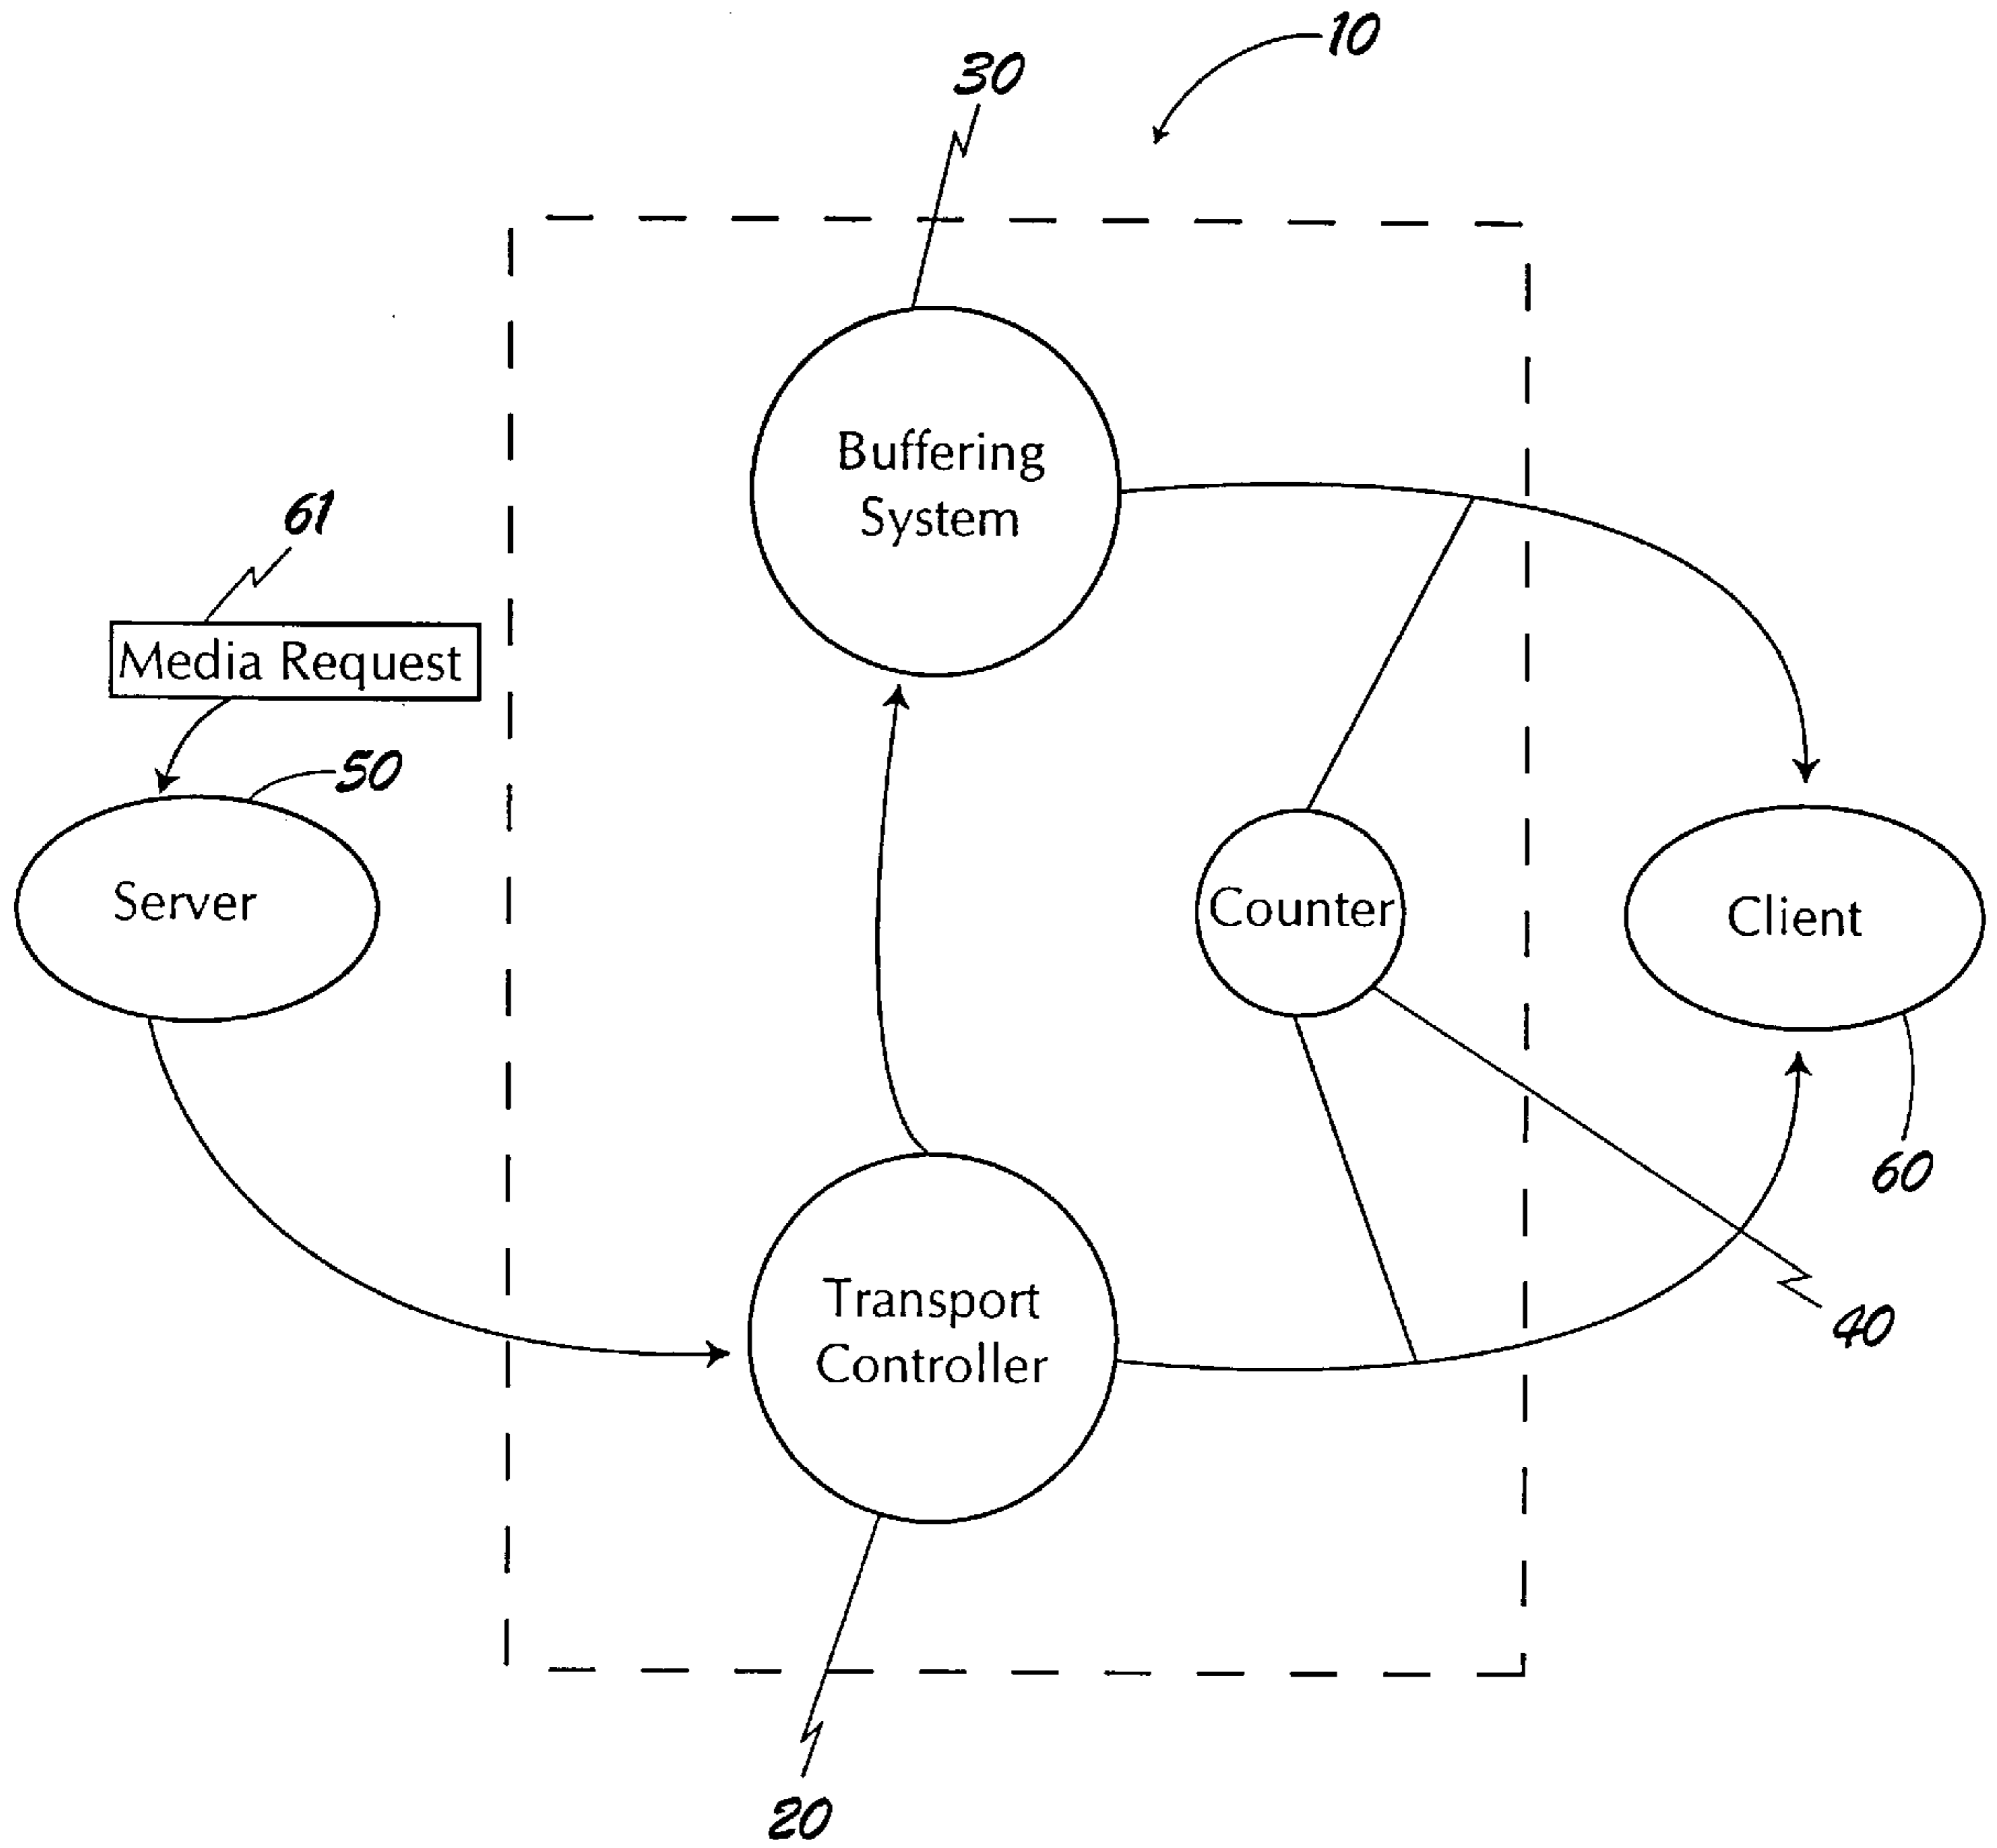 10
30
Buffering
System
61
Media Request
50
Server
Counter
Client
60
Transport
Controller
40
20